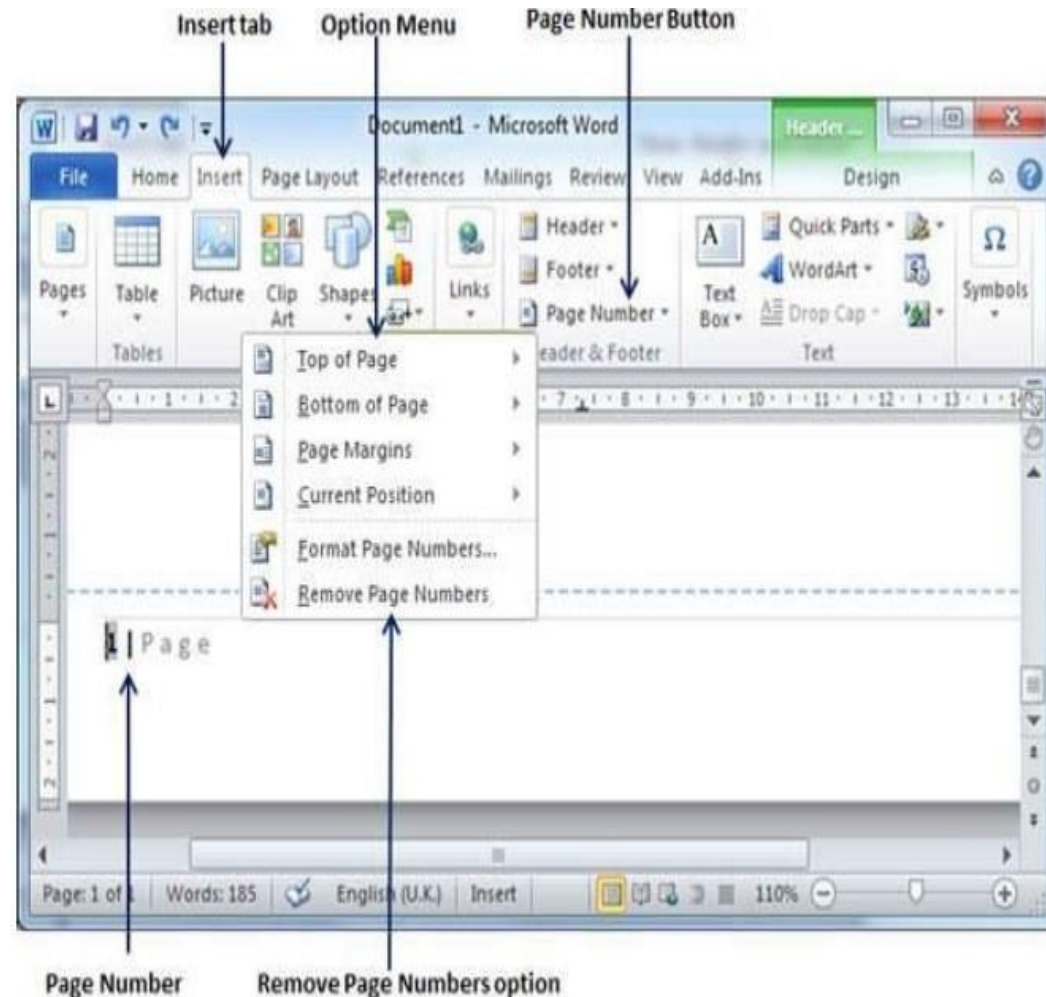 Insert tab Option Menu Page Number Button
Document1 - Microsoft Word Header ...
File Home Insert Page Layout References Mailings Review View Add-Ins Design
Pages Table Picture Clip Art Shapes Links Header Footer Page Number Text Box Quick Parts WordArt Drop Cap Symbols
Tables eader & Footer Text
Top of Page
Bottom of Page
Page Margins
Current Position
Format Page Numbers...
Remove Page Numbers
1 | Page
Page: 1 of 1 Words: 185 English (U.K.) Insert 110%
Page Number Remove Page Numbers option